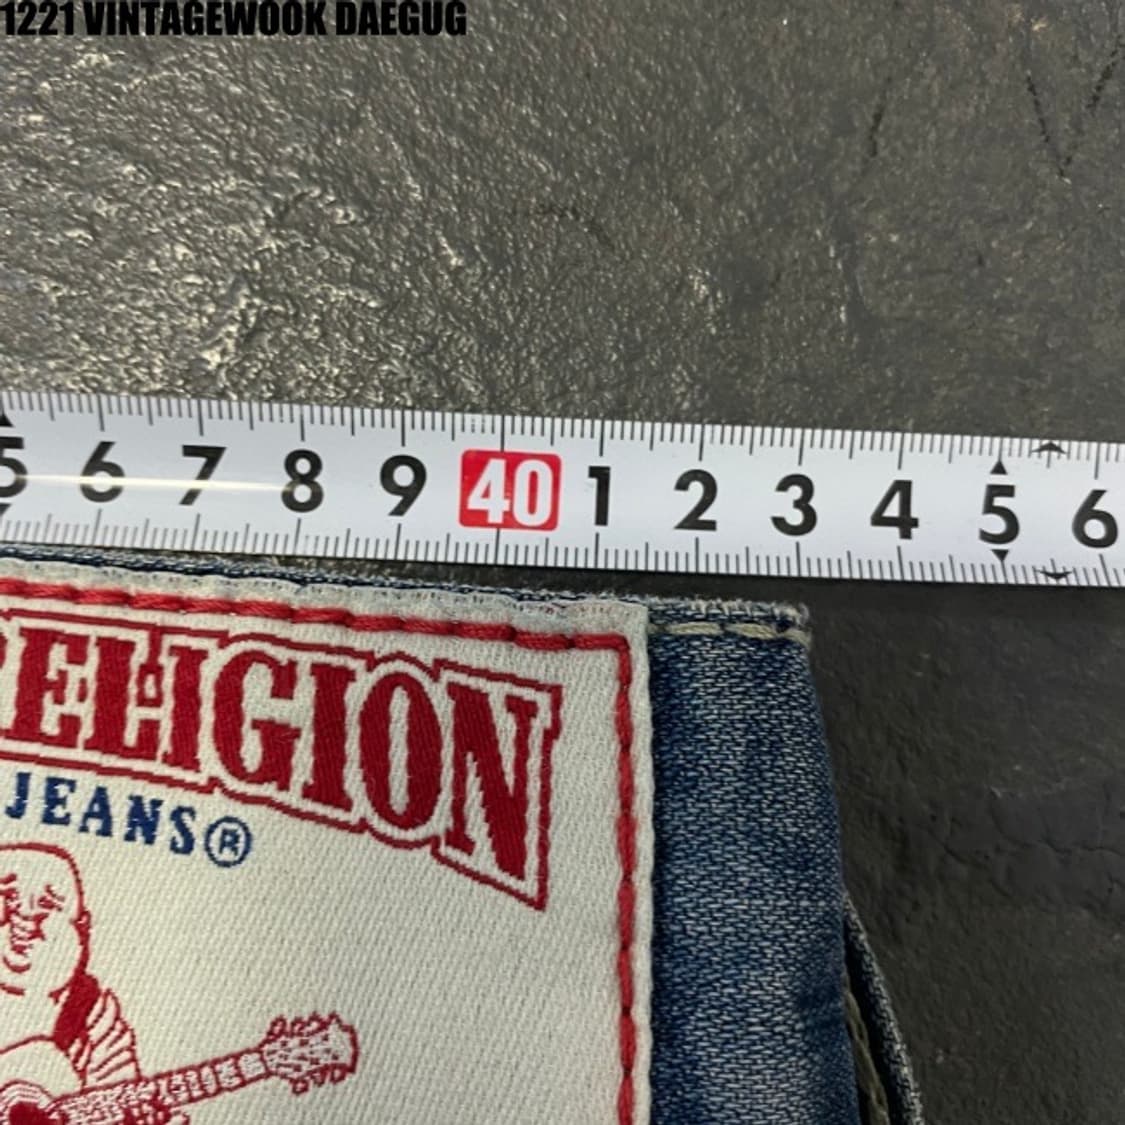 1221 VINTAGEWOOK DAEGUG
5 6 7 8 9 40 1 2 3 4 5 6
RELIGION
JEANS®